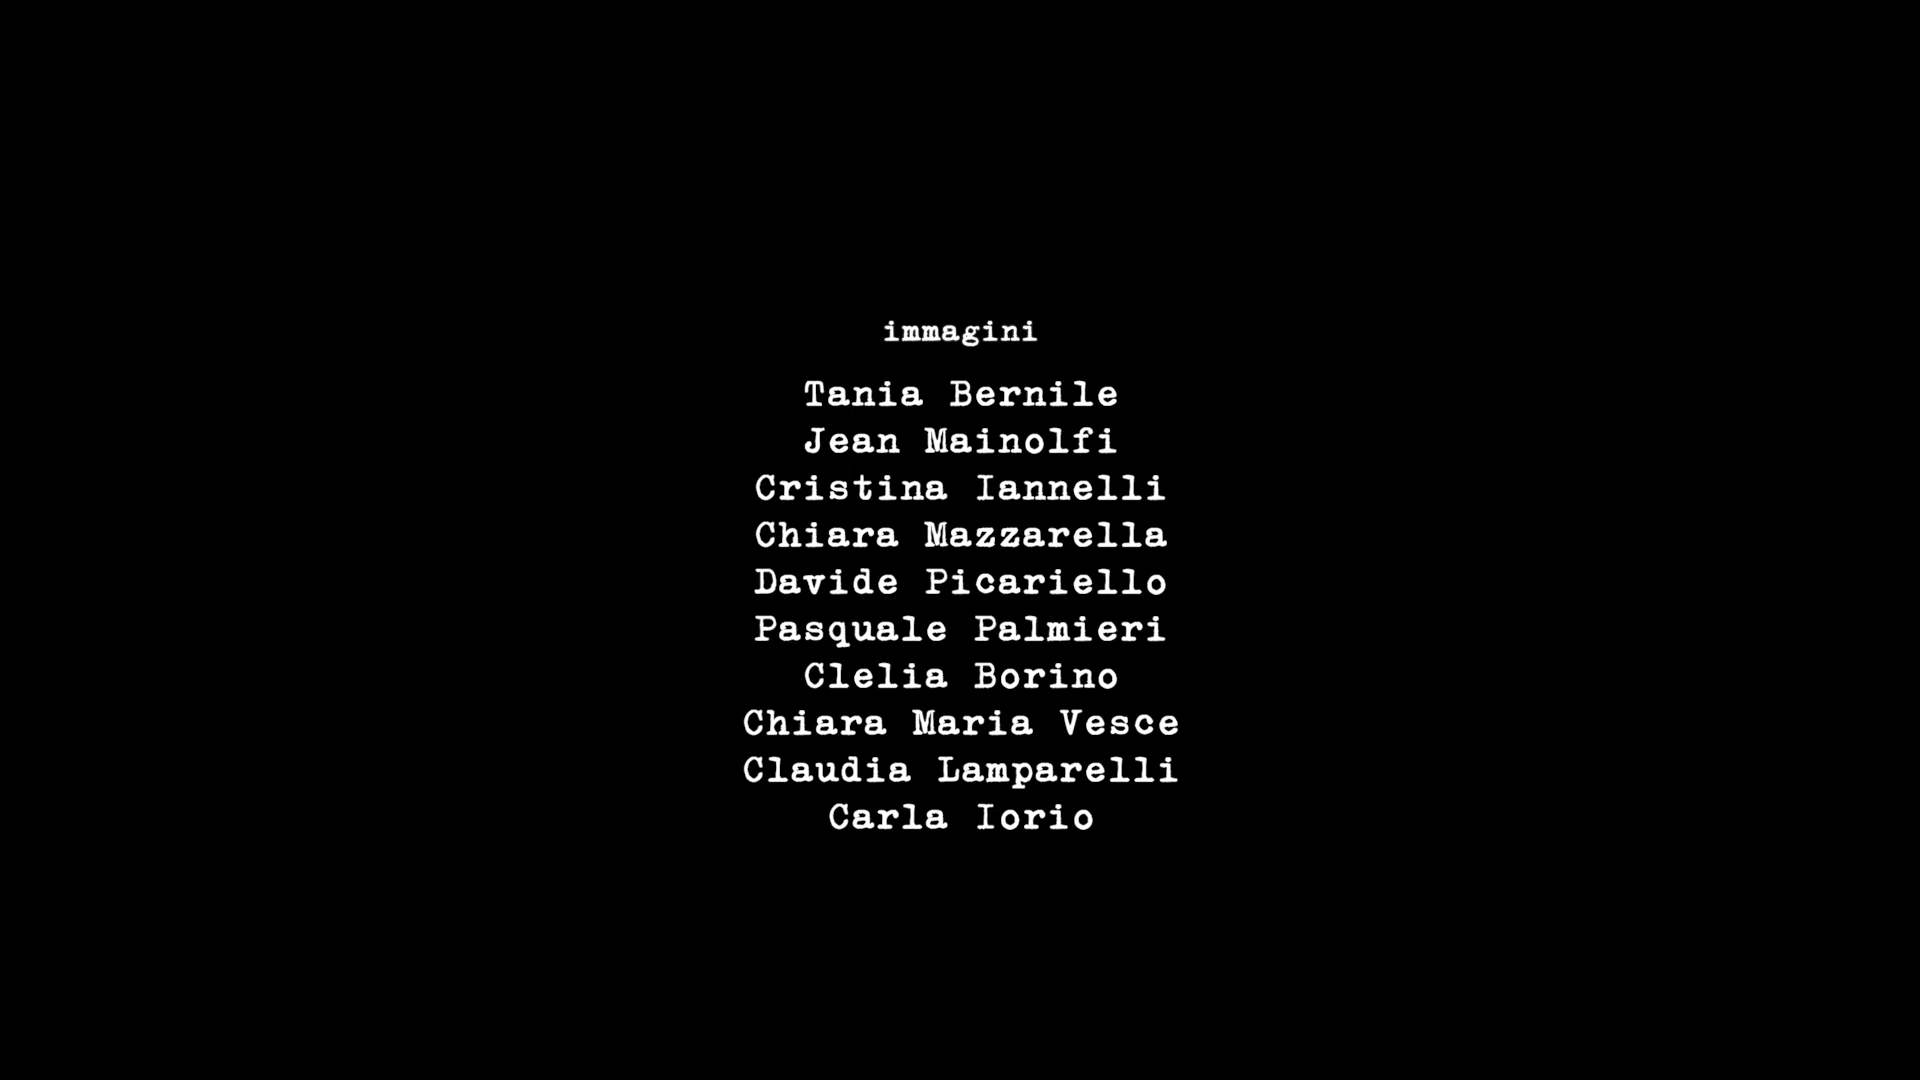 immagini
Tania Bernile
Jean Mainolfi
Cristina Iannelli
Chiara Mazzarella
Davide Picariello
Pasquale Palmieri
Clelia Borino
Chiara Maria Vesce
Claudia Lamparelli
Carla Iorio